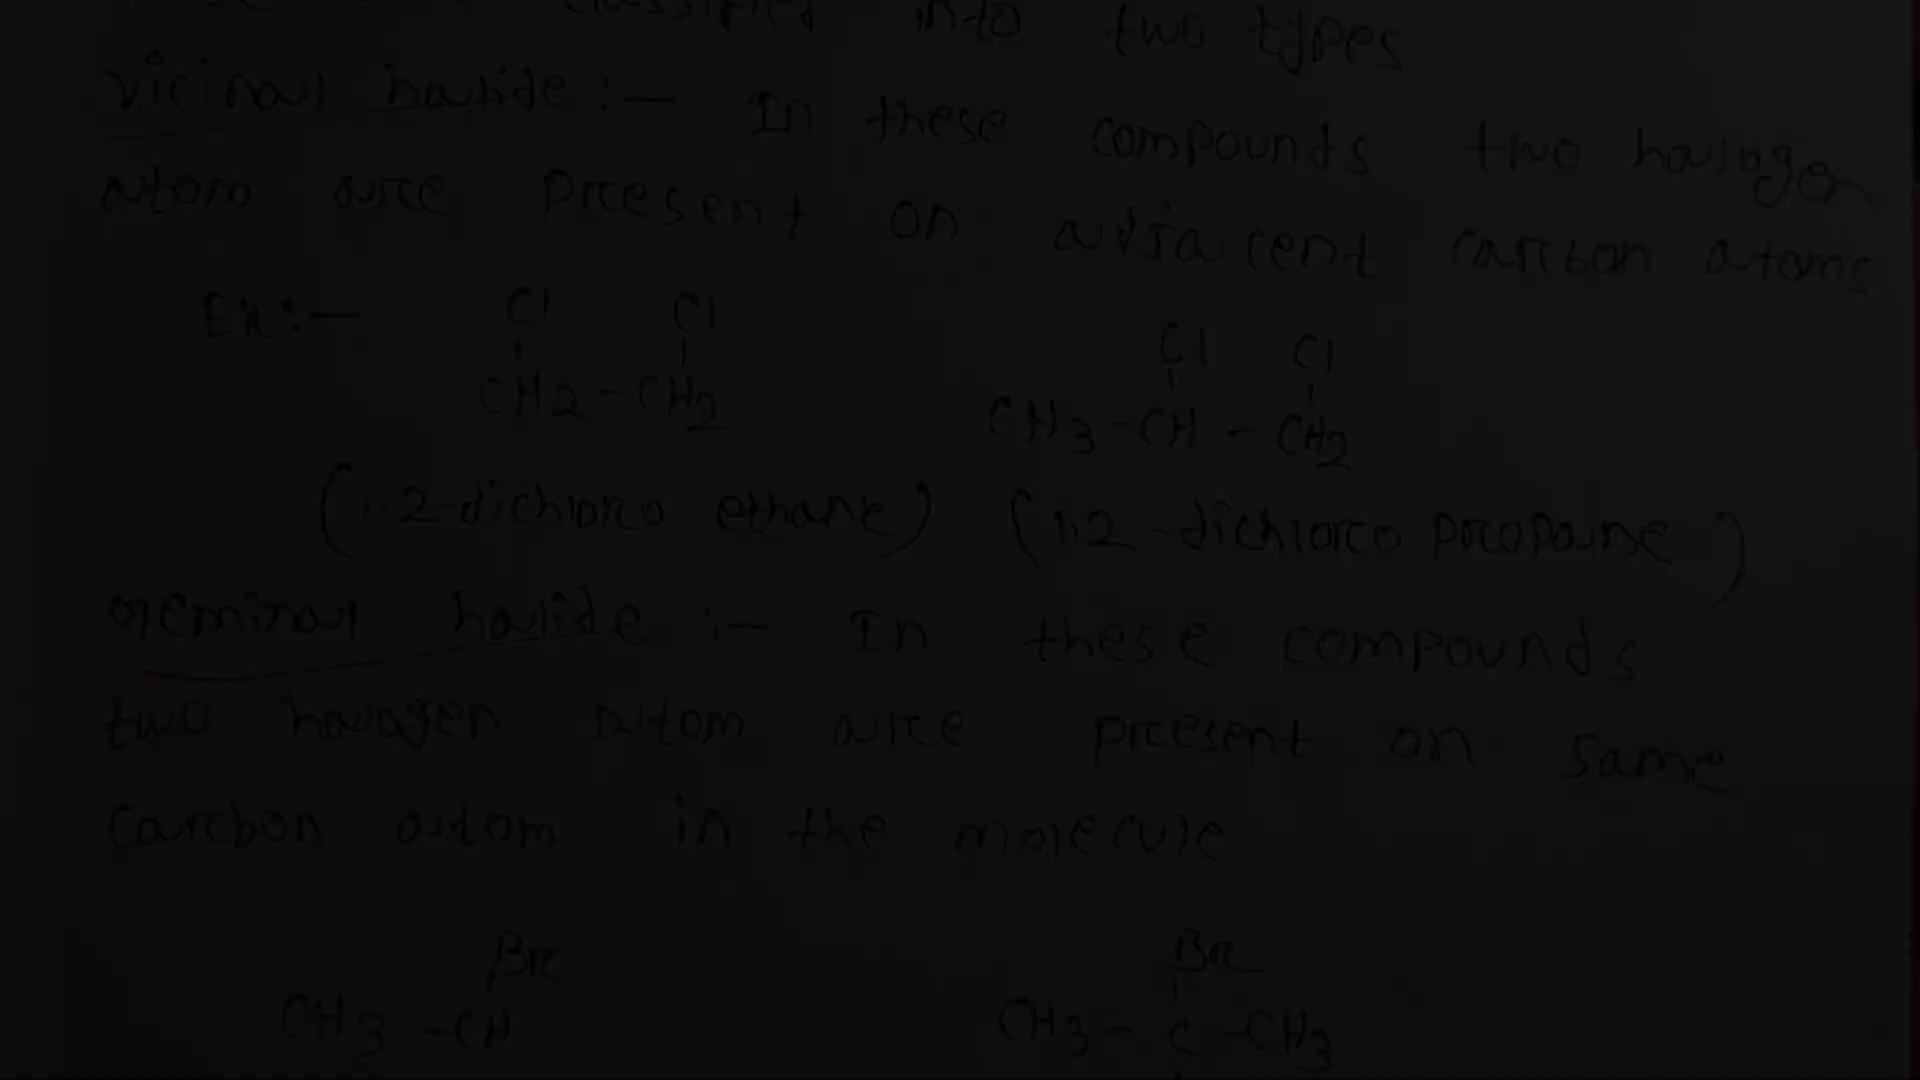 classified into two types
vicinal halide :- In these compounds two halogen
atom are present on adjacent carbon atoms
Ex :- Cl Cl Cl Cl
CH2-CH2 CH3-CH-CH2
(1,2-dichloro ethane) (1,2-dichloro propane)
geminal halide :- In these compounds
two halogen atom are present on same
carbon atom in the molecule
Br Br
CH3-CH CH3-C-CH3